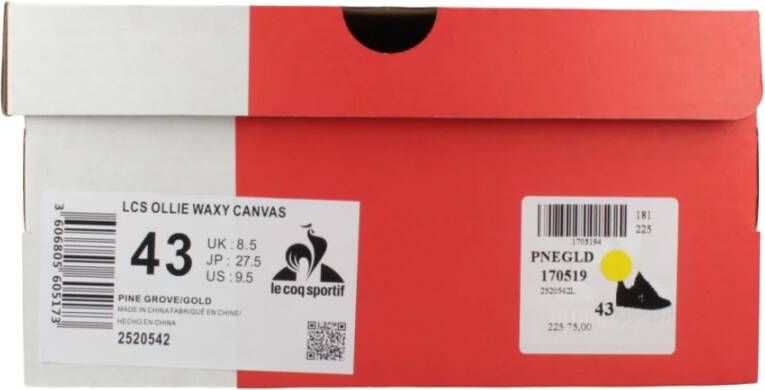 LCS OLLIE WAXY CANVAS
3 606805 605173
43
UK : 8.5
JP : 27.5
US : 9.5
le coq sportif
PINE GROVE/GOLD
MADE IN CHINA/FABRIQUÉ EN CHINE/
HECHO EN CHINA
2520542
181
225
1705194
PNEGLD
170519
2520542L
43
225 75,00